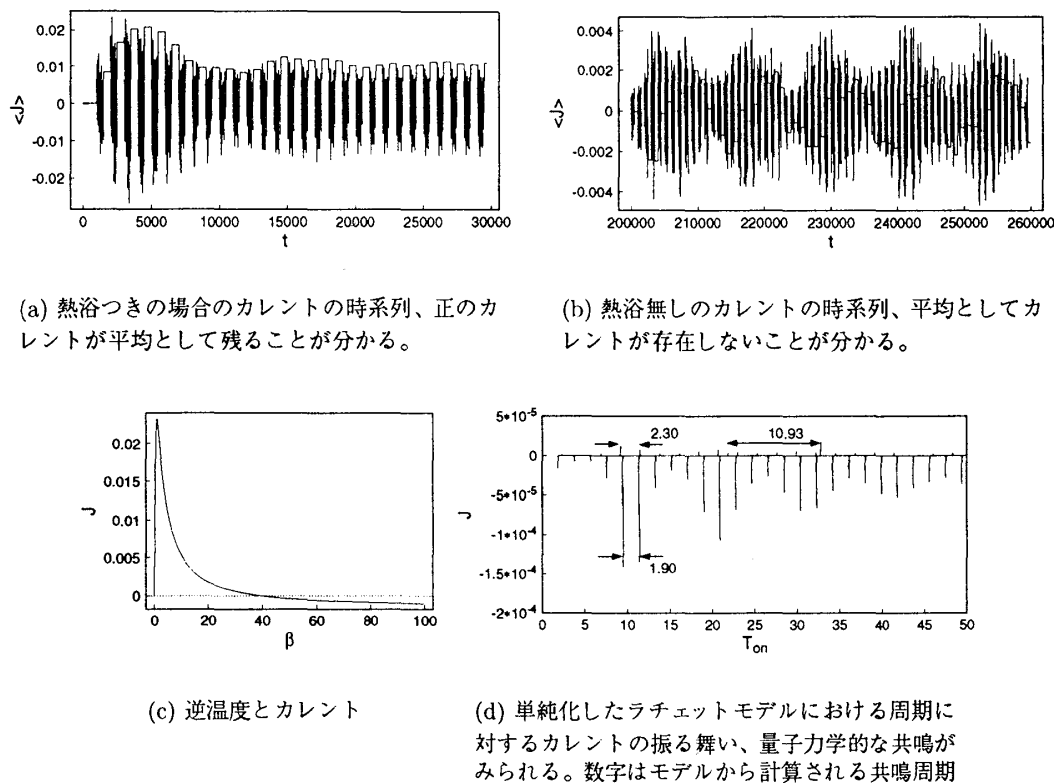 0.02
0.01
0
-0.01
-0.02
<J>
0 5000 10000 15000 20000 25000 30000
t
0.004
0.002
0
-0.002
-0.004
<J>
200000 210000 220000 230000 240000 250000 260000
t
(a) 熱浴つきの場合のカレントの時系列、正のカ
レントが平均として残ることが分かる。
(b) 熱浴無しのカレントの時系列、平均としてカ
レントが存在しないことが分かる。
0.02
0.015
0.01
0.005
0
J
0 20 40 60 80 100
β
5*10-5
0
-5*10-5
-1*10-4
-1.5*10-4
-2*10-4
J
2.30
10.93
1.90
0 5 10 15 20 25 30 35 40 45 50
Ton
(c) 逆温度とカレント
(d) 単純化したラチェットモデルにおける周期に
対するカレントの振る舞い、量子力学的な共鳴が
みられる。数字はモデルから計算される共鳴周期